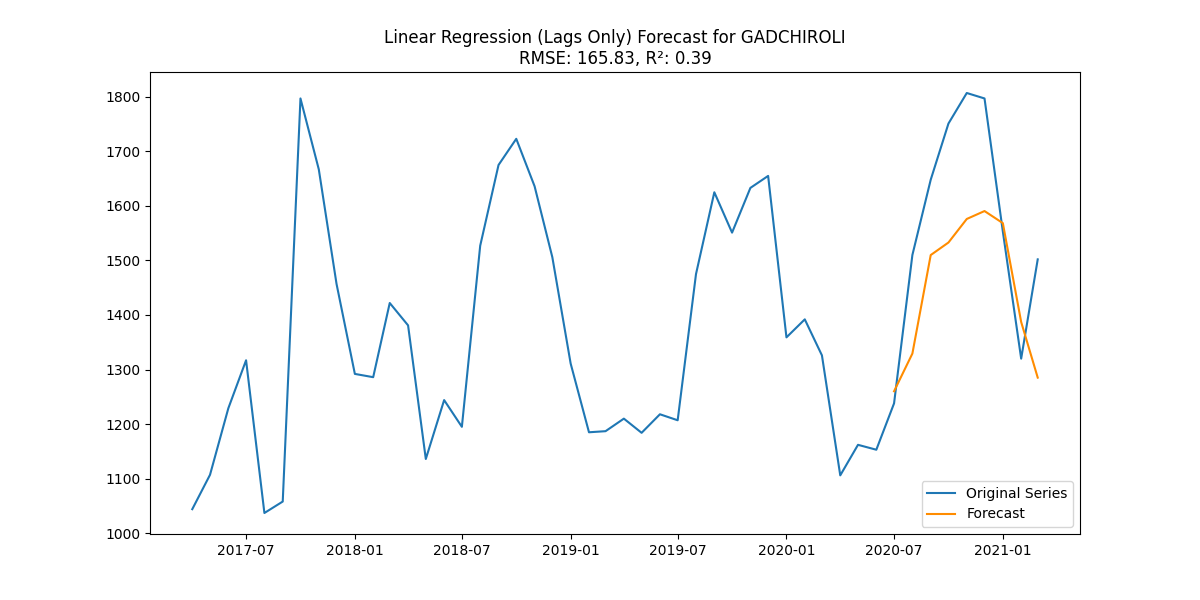 Linear Regression (Lags Only) Forecast for GADCHIROLI
RMSE: 165.83, R²: 0.39
1800
1700
1600
1500
1400
1300
1200
1100
1000
2017-07 2018-01 2018-07 2019-01 2019-07 2020-01 2020-07 2021-01
Original Series
Forecast